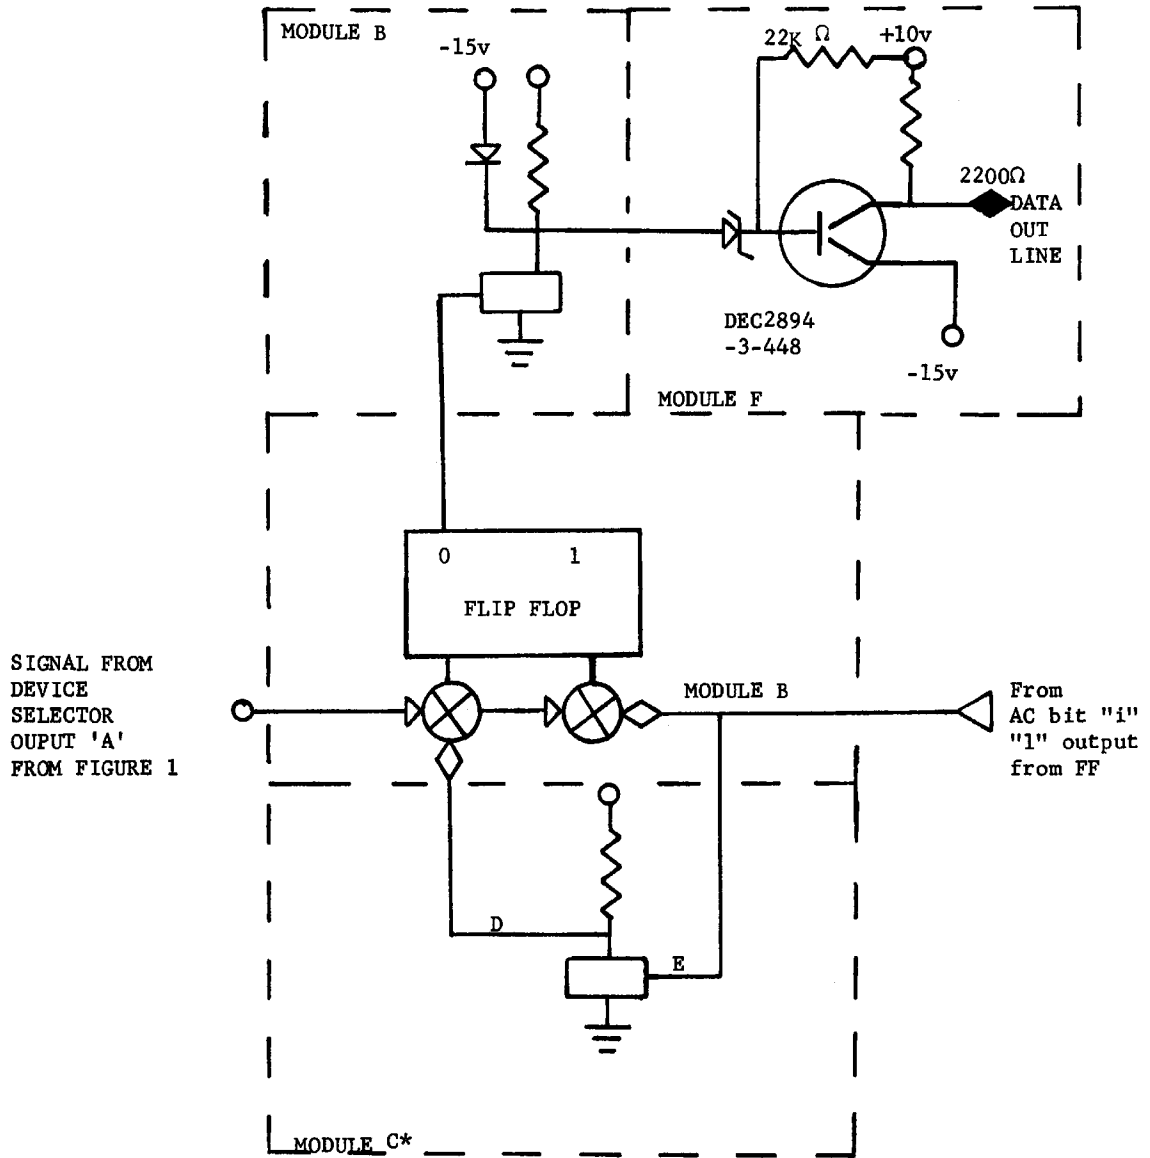 MODULE B
-15v
22K Ω
+10v
2200Ω
DATA
OUT
LINE
DEC2894
-3-448
-15v
MODULE F
0
1
FLIP FLOP
SIGNAL FROM
DEVICE
SELECTOR
OUPUT 'A'
FROM FIGURE 1
MODULE B
From
AC bit "i"
"1" output
from FF
D
E
MODULE C*